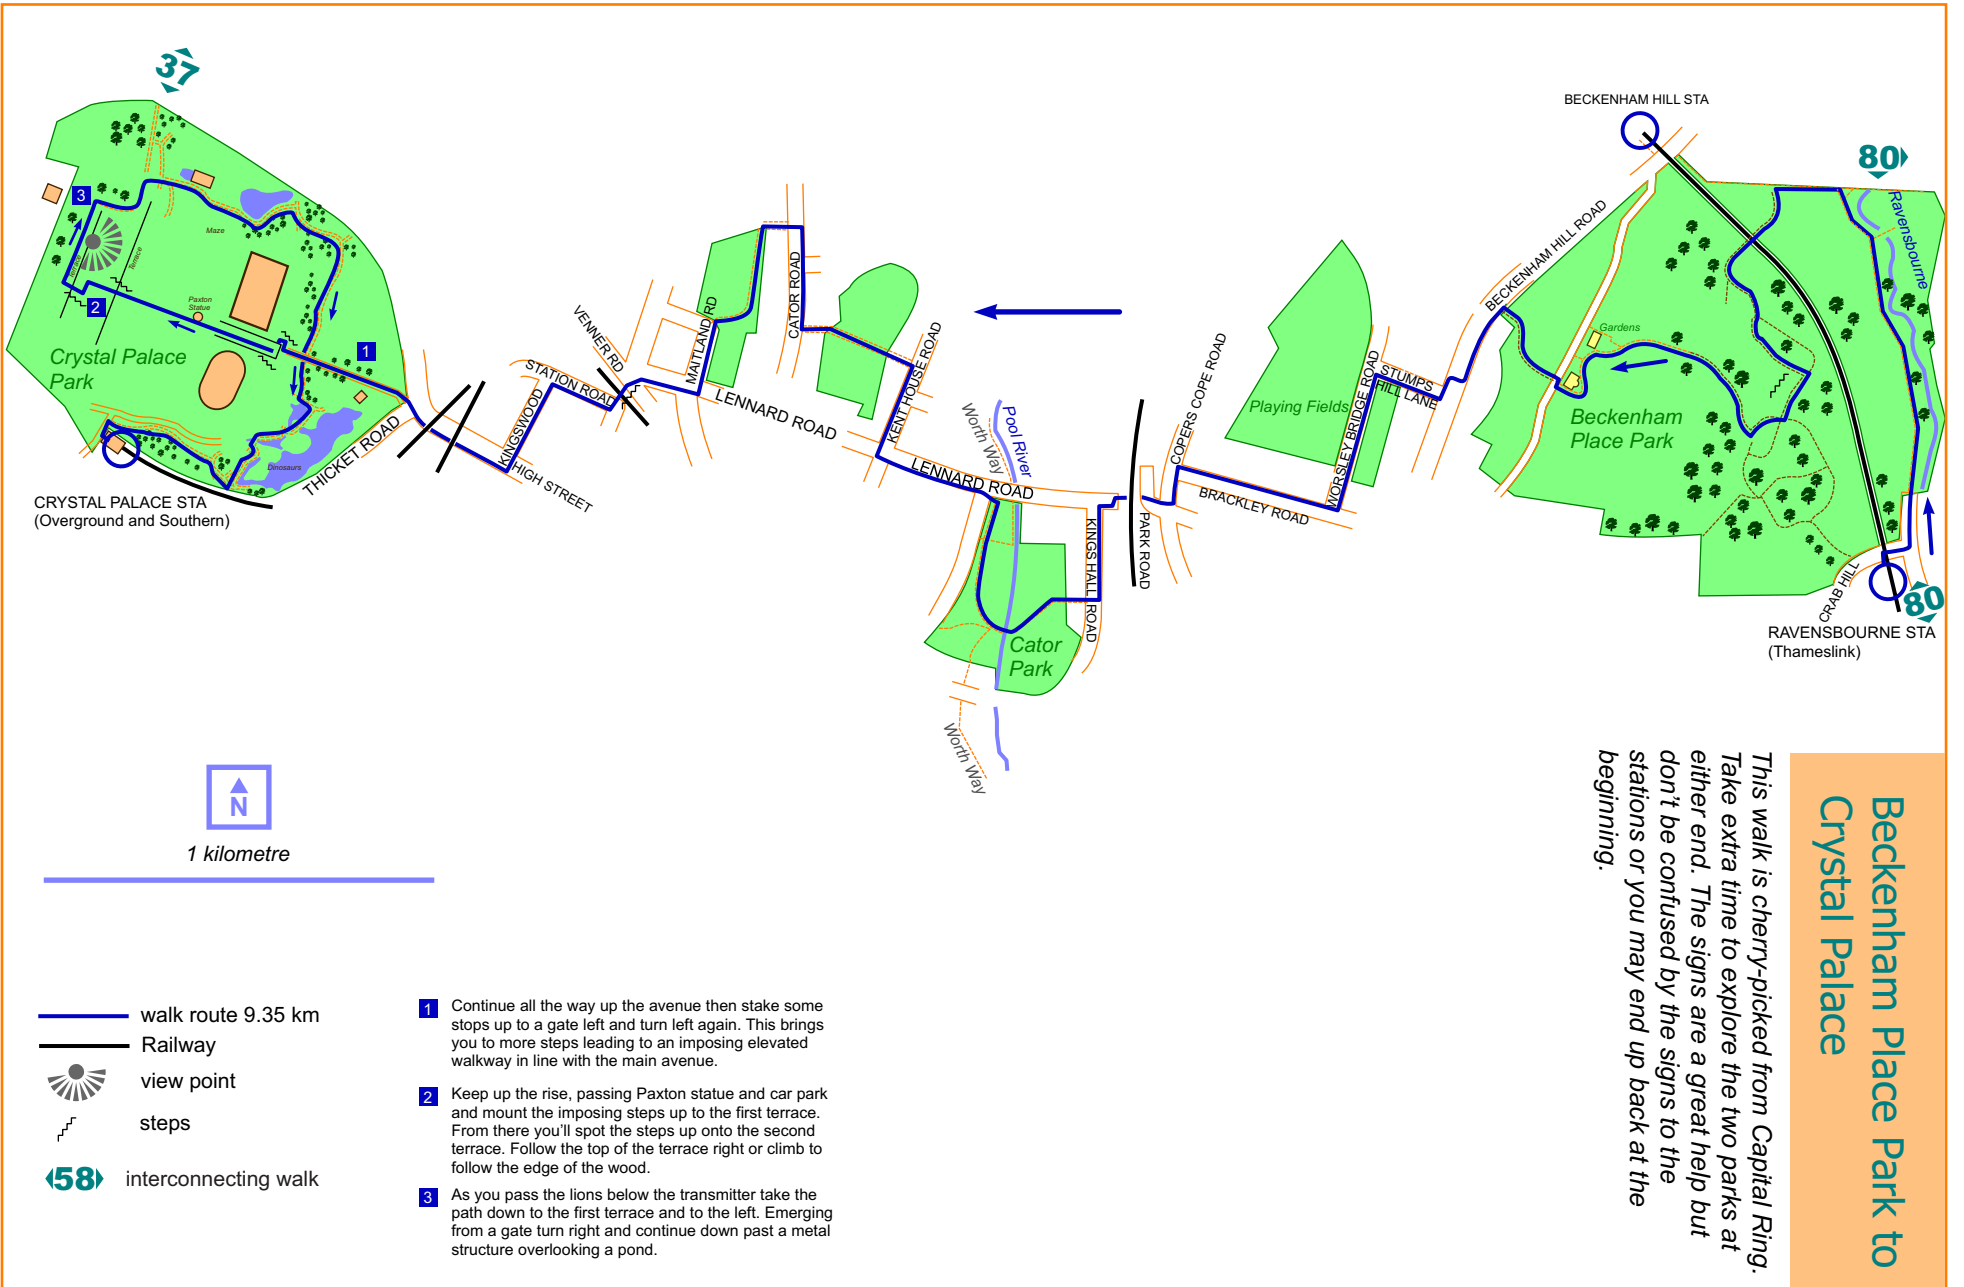 Beckenham Place Park to
Crystal Palace
This walk is cherry-picked from Capital Ring.
Take extra time to explore the two parks at
either end. The signs are a great help but
don't be confused by the signs to the
stations or you may end up back at the
beginning.
37
BECKENHAM HILL STA
80
Ravensbourne
BECKENHAM HILL ROAD
Gardens
Beckenham
Place Park
CRAB HILL
80
RAVENSBOURNE STA
(Thameslink)
STUMPS
HILL LANE
WORSLEY BRIDGE ROAD
Playing Fields
BRACKLEY ROAD
COPERS COPE ROAD
PARK ROAD
KINGS HALL ROAD
Cator
Park
Pool River
Worth Way
Worth Way
LENNARD ROAD
KENT HOUSE ROAD
CATOR ROAD
LENNARD ROAD
MAITLAND RD
VENNER RD
STATION ROAD
KINGSWOOD
HIGH STREET
THICKET ROAD
3
Maze
Terrace
Terrace
2
Paxton
Statue
1
Crystal Palace
Park
Dinosaurs
CRYSTAL PALACE STA
(Overground and Southern)
N
1 kilometre
walk route 9.35 km
Railway
view point
steps
58
interconnecting walk
1 Continue all the way up the avenue then stake some
stops up to a gate left and turn left again. This brings
you to more steps leading to an imposing elevated
walkway in line with the main avenue.
2 Keep up the rise, passing Paxton statue and car park
and mount the imposing steps up to the first terrace.
From there you'll spot the steps up onto the second
terrace. Follow the top of the terrace right or climb to
follow the edge of the wood.
3 As you pass the lions below the transmitter take the
path down to the first terrace and to the left. Emerging
from a gate turn right and continue down past a metal
structure overlooking a pond.